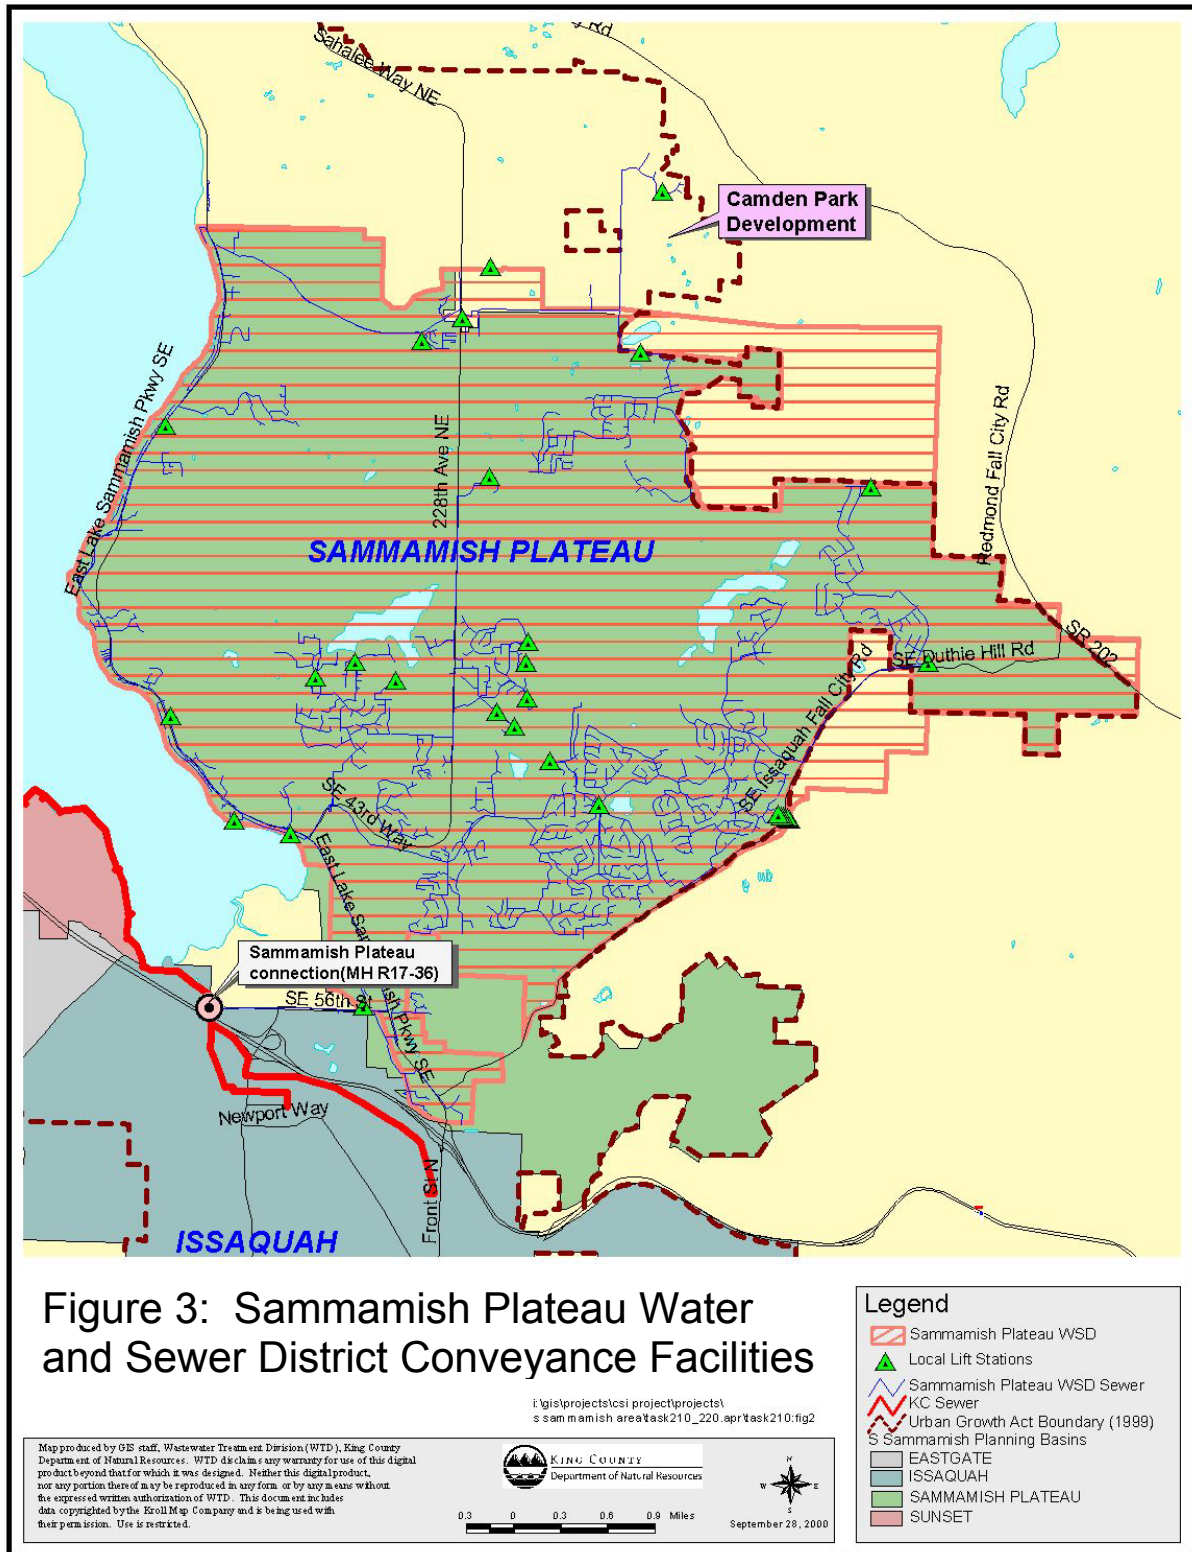 y Rd
Sahalee Way NE
Camden Park
Development
East Lake Sammamish Pkwy SE
228th Ave NE
Redmond Fall City Rd
SAMMAMISH PLATEAU
SR 202
SE Duthie Hill Rd
SE Issaquah Fall City Rd
SE 43rd Way
East Lake Sammamish Pkwy SE
Sammamish Plateau
connection(MH R17-36)
SE 56th St
Newport Way
Front St N
ISSAQUAH
Figure 3: Sammamish Plateau Water
and Sewer District Conveyance Facilities
i:\gis\projects\csi project\projects\
s sammamish area\task210_220.apr\task210:fig2
Map produced by GIS staff, Wastewater Treatment Division (WTD), King County
Department of Natural Resources. WTD disclaims any warranty for use of this digital
product beyond that for which it was designed. Neither this digital product,
nor any portion thereof may be reproduced in any form or by any means without
the expressed written authorization of WTD. This document includes
data copyrighted by the Kroll Map Company and is being used with
their permission. Use is restricted.
KING COUNTY
Department of Natural Resources
0.3 0 0.3 0.6 0.9 Miles
N
W E
S
September 28, 2000
Legend
Sammamish Plateau WSD
Local Lift Stations
Sammamish Plateau WSD Sewer
KC Sewer
Urban Growth Act Boundary (1999)
S Sammamish Planning Basins
EASTGATE
ISSAQUAH
SAMMAMISH PLATEAU
SUNSET